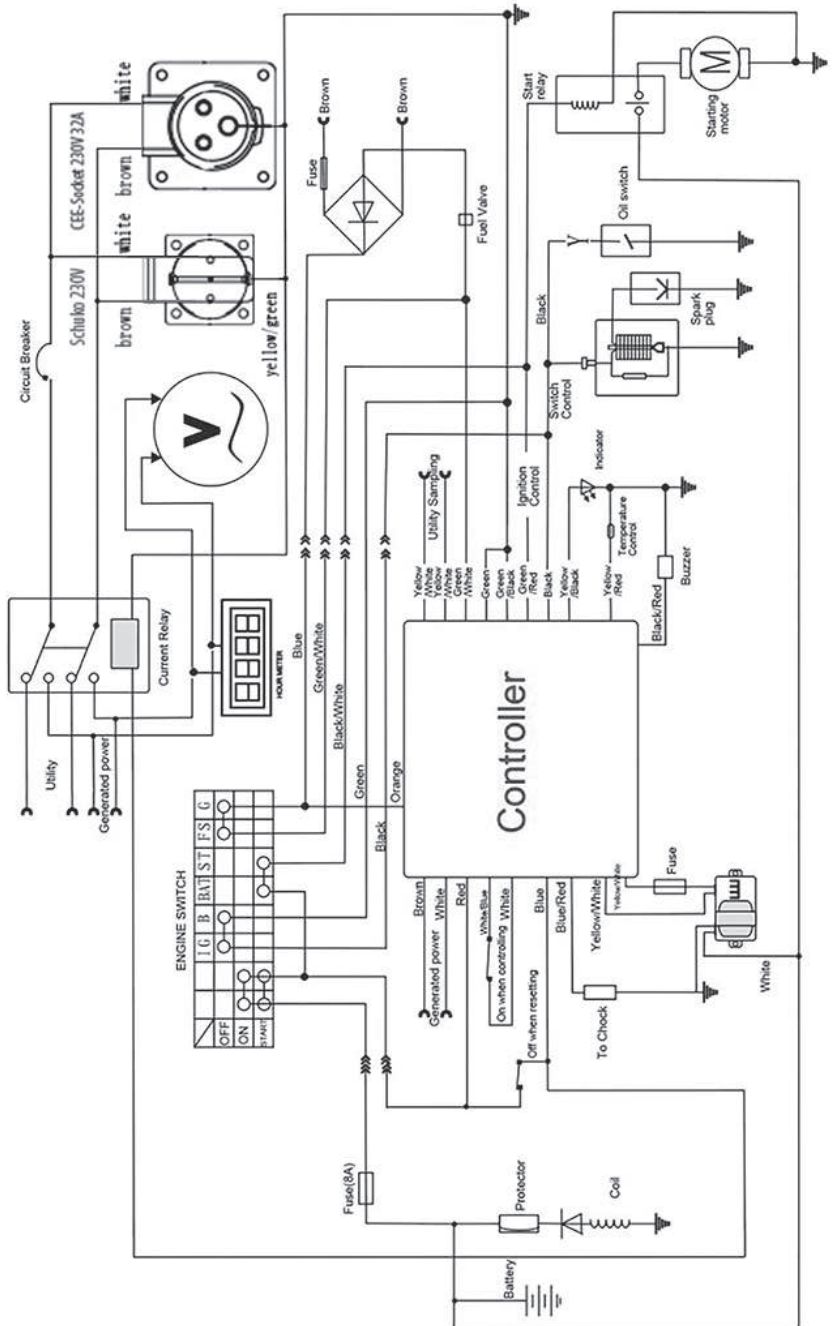 Circuit Breaker
Schuko 230V
brown
white
CEE-Socket 230V 32A
brown
white
yellow/green
V
Current Relay
Utility
Generated power
HOUR METER
ENGINE SWITCH
IG
B
BAT
ST
FS
G
OFF
ON
START
Fuse
Brown
Brown
Fuel Valve
Blue
Green/White
Black/White
Green
Black
Orange
Start relay
M
Starting motor
Oil switch
Black
Spark plug
Switch Control
Yellow /White
Yellow /White
Utility Sampling
Green /White
Green
Green /Black
Green /Red
Ignition Control
Black
Yellow /Black
Indicator
Yellow /Red
Temperature Control
Black/Red
Buzzer
Controller
Brown
Generated power
White
Red
White/Blue
On when controlling
White
Blue
Off when resetting
Blue/Red
To Chock
Yellow/White
Yellow/White
Fuse
White
Fuse(8A)
Protector
Coil
Battery